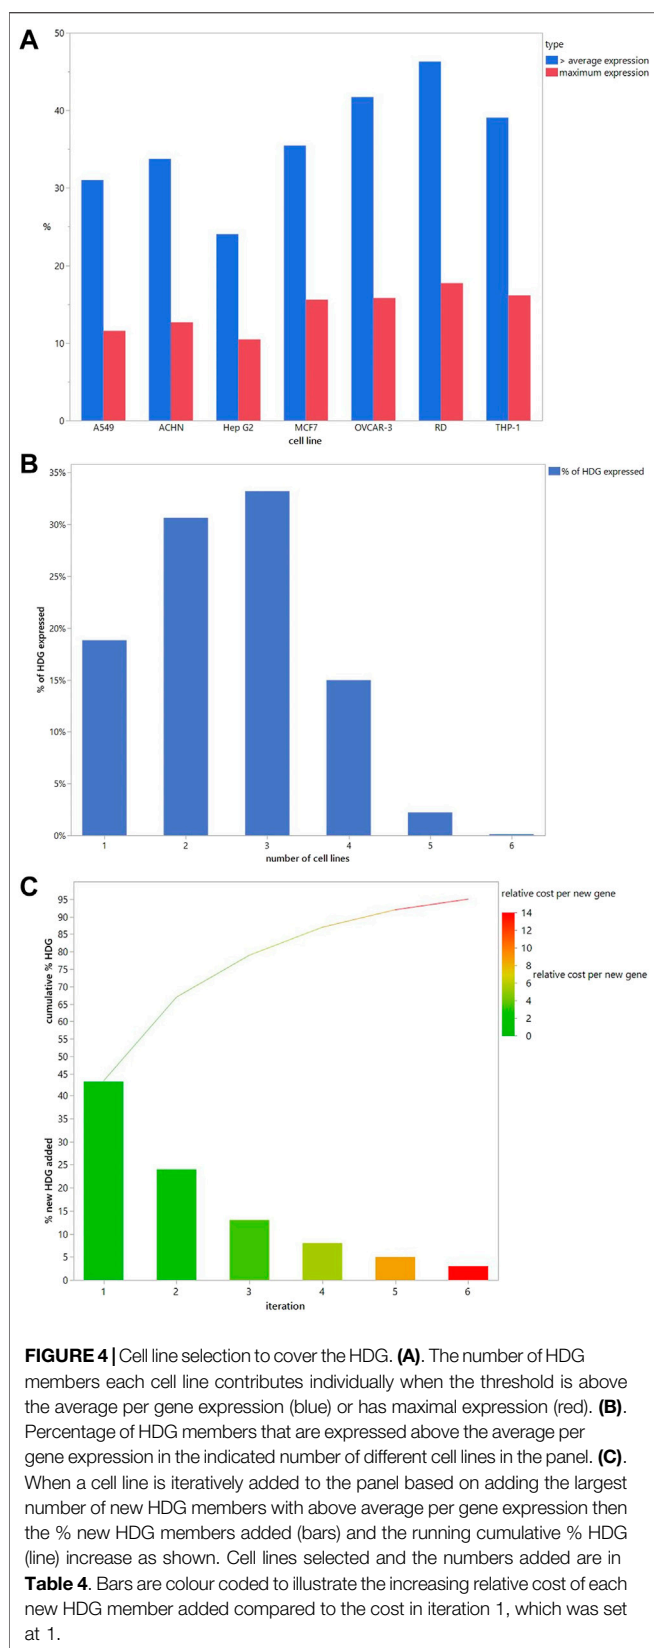 A
50
40
30
20
10
0
%
A549 ACHN Hep G2 MCF7 OVCAR-3 RD THP-1
cell line
type
> average expression
maximum expression
B
35%
30%
25%
20%
15%
10%
5%
0%
% of HDG expressed
1 2 3 4 5 6
number of cell lines
% of HDG expressed
C
95
90
85
80
75
70
65
60
55
50
45
cumulative % HDG
40
35
30
25
20
15
10
5
0
% new HDG added
1 2 3 4 5 6
iteration
relative cost per new gene
14
12
10
8
6
4
2
0
relative cost per new gene
FIGURE 4 | Cell line selection to cover the HDG. (A). The number of HDG
members each cell line contributes individually when the threshold is above
the average per gene expression (blue) or has maximal expression (red). (B).
Percentage of HDG members that are expressed above the average per
gene expression in the indicated number of different cell lines in the panel. (C).
When a cell line is iteratively added to the panel based on adding the largest
number of new HDG members with above average per gene expression then
the % new HDG members added (bars) and the running cumulative % HDG
(line) increase as shown. Cell lines selected and the numbers added are in
Table 4. Bars are colour coded to illustrate the increasing relative cost of each
new HDG member added compared to the cost in iteration 1, which was set
at 1.